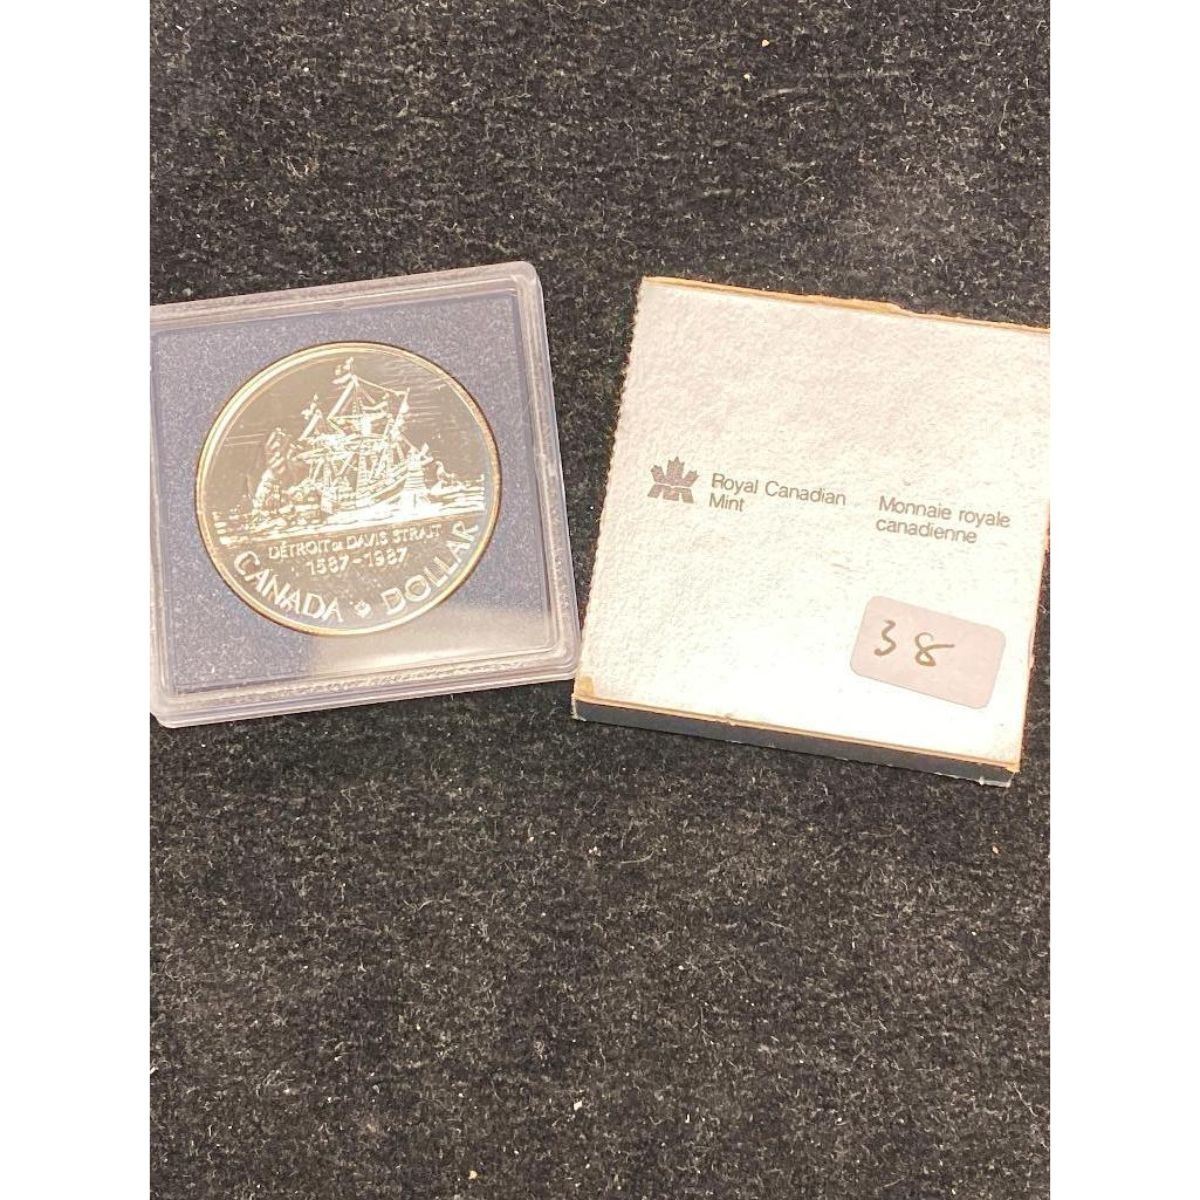 DÉTROIT de DAVIS STRAIT
1587-1987
CANADA DOLLAR
Royal Canadian
Mint
Monnaie royale
canadienne
38